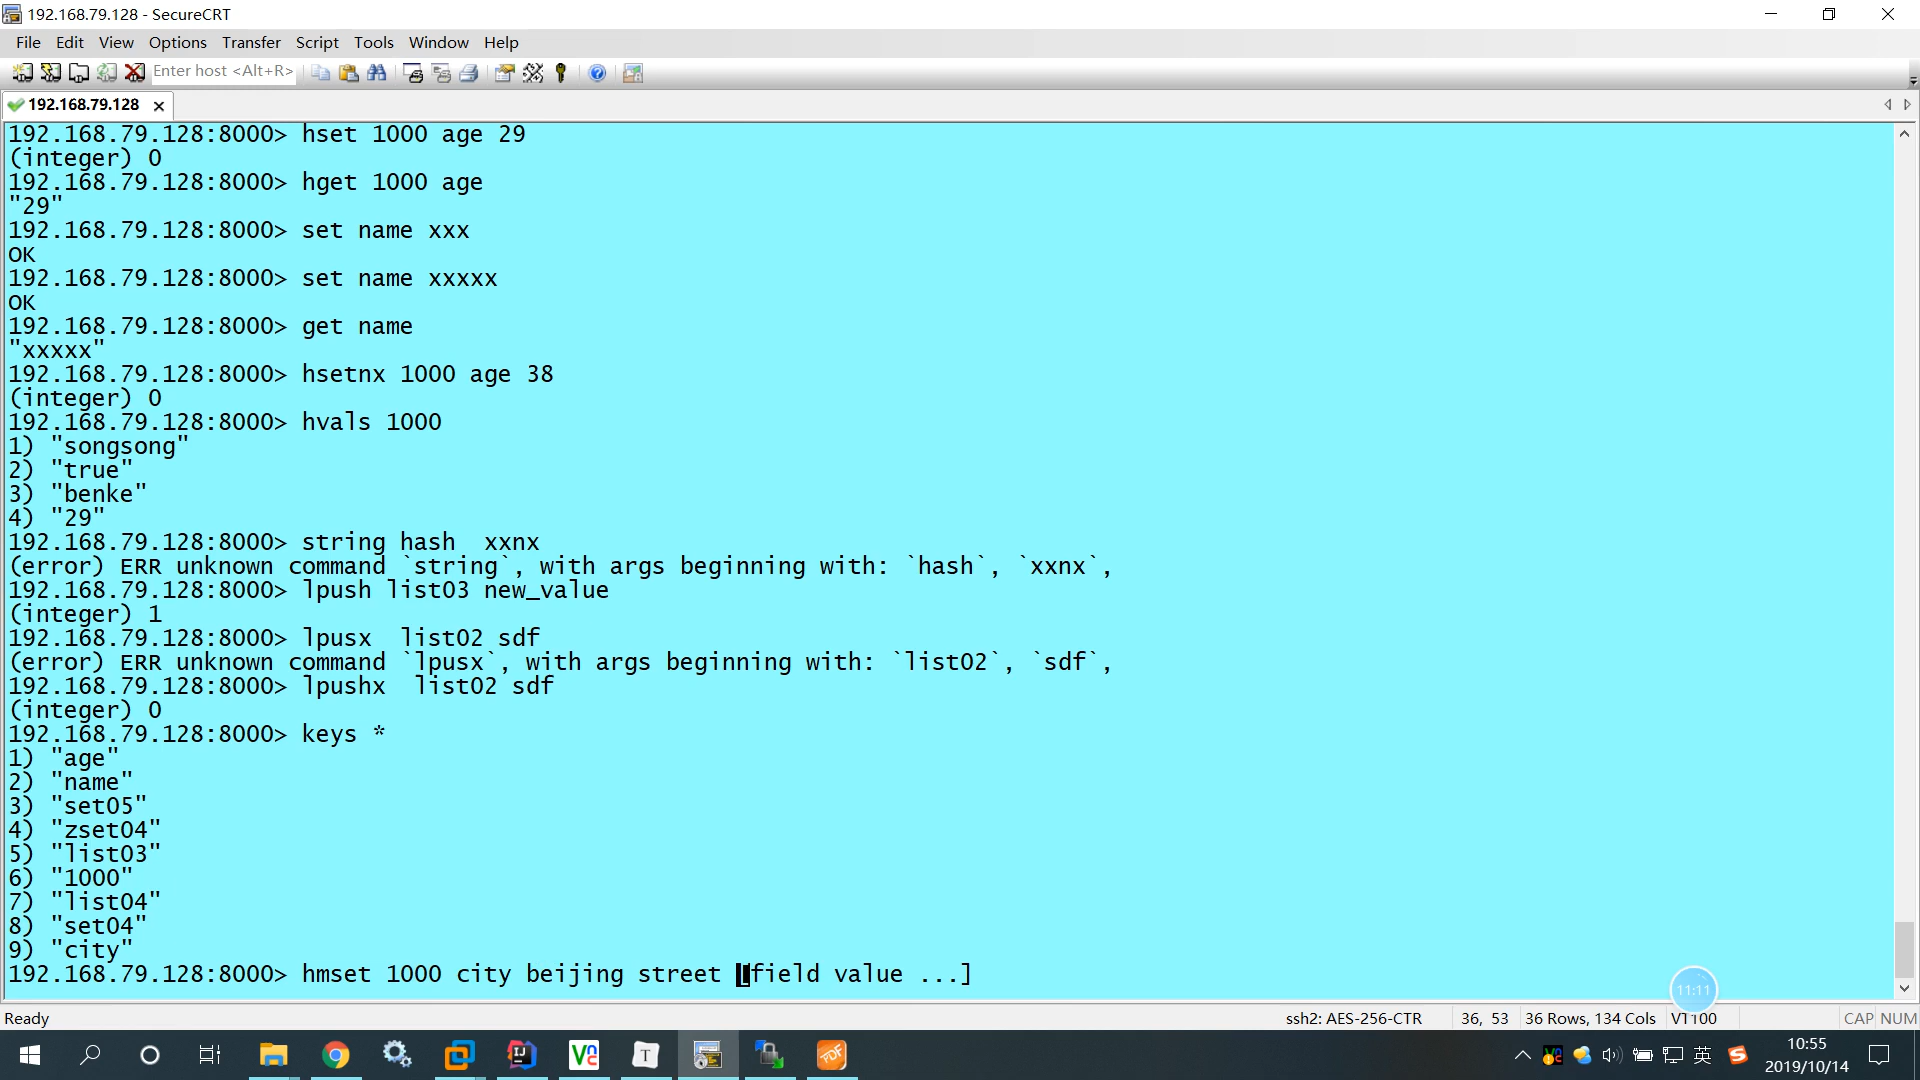 192.168.79.128 - SecureCRT
File Edit View Options Transfer Script Tools Window Help
Enter host <Alt+R>
192.168.79.128
192.168.79.128:8000> hset 1000 age 29
(integer) 0
192.168.79.128:8000> hget 1000 age
"29"
192.168.79.128:8000> set name xxx
OK
192.168.79.128:8000> set name xxxxx
OK
192.168.79.128:8000> get name
"xxxxx"
192.168.79.128:8000> hsetnx 1000 age 38
(integer) 0
192.168.79.128:8000> hvals 1000
1) "songsong"
2) "true"
3) "benke"
4) "29"
192.168.79.128:8000> string hash  xxnx
(error) ERR unknown command `string`, with args beginning with: `hash`, `xxnx`,
192.168.79.128:8000> lpush list03 new_value
(integer) 1
192.168.79.128:8000> lpusx  list02 sdf
(error) ERR unknown command `lpusx`, with args beginning with: `list02`, `sdf`,
192.168.79.128:8000> lpushx  list02 sdf
(integer) 0
192.168.79.128:8000> keys *
1) "age"
2) "name"
3) "set05"
4) "zset04"
5) "list03"
6) "1000"
7) "list04"
8) "set04"
9) "city"
192.168.79.128:8000> hmset 1000 city beijing street [field value ...]
11:11
Ready ssh2: AES-256-CTR 36, 53 36 Rows, 134 Cols VT100 CAP NUM
英
10:55
2019/10/14